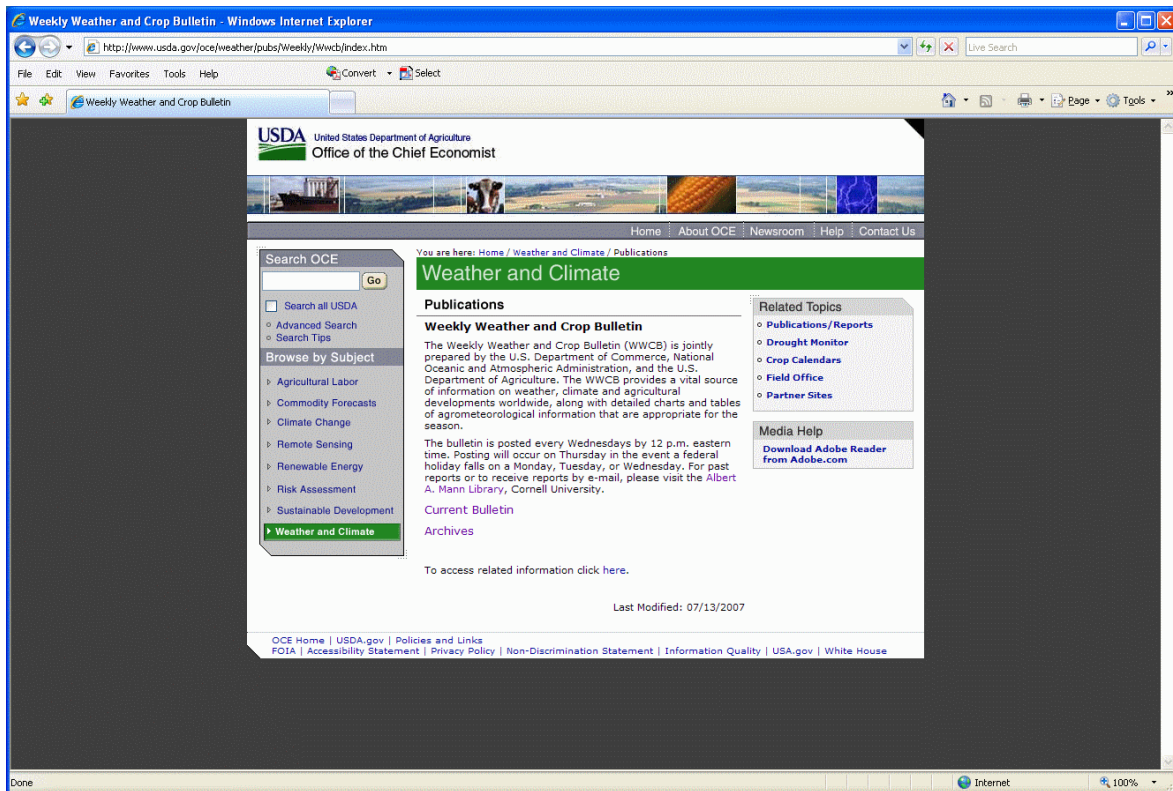 Weekly Weather and Crop Bulletin - Windows Internet Explorer
http://www.usda.gov/oce/weather/pubs/Weekly/Wwcb/index.htm
Live Search
File Edit View Favorites Tools Help
Convert Select
Weekly Weather and Crop Bulletin
Page Tools
USDA United States Department of Agriculture
Office of the Chief Economist
Home About OCE Newsroom Help Contact Us
Search OCE
Go
Search all USDA
Advanced Search
Search Tips
Browse by Subject
Agricultural Labor
Commodity Forecasts
Climate Change
Remote Sensing
Renewable Energy
Risk Assessment
Sustainable Development
Weather and Climate
You are here: Home / Weather and Climate / Publications
Weather and Climate
Publications
Weekly Weather and Crop Bulletin
The Weekly Weather and Crop Bulletin (WWCB) is jointly
prepared by the U.S. Department of Commerce, National
Oceanic and Atmospheric Administration, and the U.S.
Department of Agriculture. The WWCB provides a vital source
of information on weather, climate and agricultural
developments worldwide, along with detailed charts and tables
of agrometeorological information that are appropriate for the
season.
The bulletin is posted every Wednesdays by 12 p.m. eastern
time. Posting will occur on Thursday in the event a federal
holiday falls on a Monday, Tuesday, or Wednesday. For past
reports or to receive reports by e-mail, please visit the Albert
A. Mann Library, Cornell University.
Current Bulletin
Archives
To access related information click here.
Last Modified: 07/13/2007
Related Topics
Publications/Reports
Drought Monitor
Crop Calendars
Field Office
Partner Sites
Media Help
Download Adobe Reader
from Adobe.com
OCE Home | USDA.gov | Policies and Links
FOIA | Accessibility Statement | Privacy Policy | Non-Discrimination Statement | Information Quality | USA.gov | White House
Done
Internet
100%